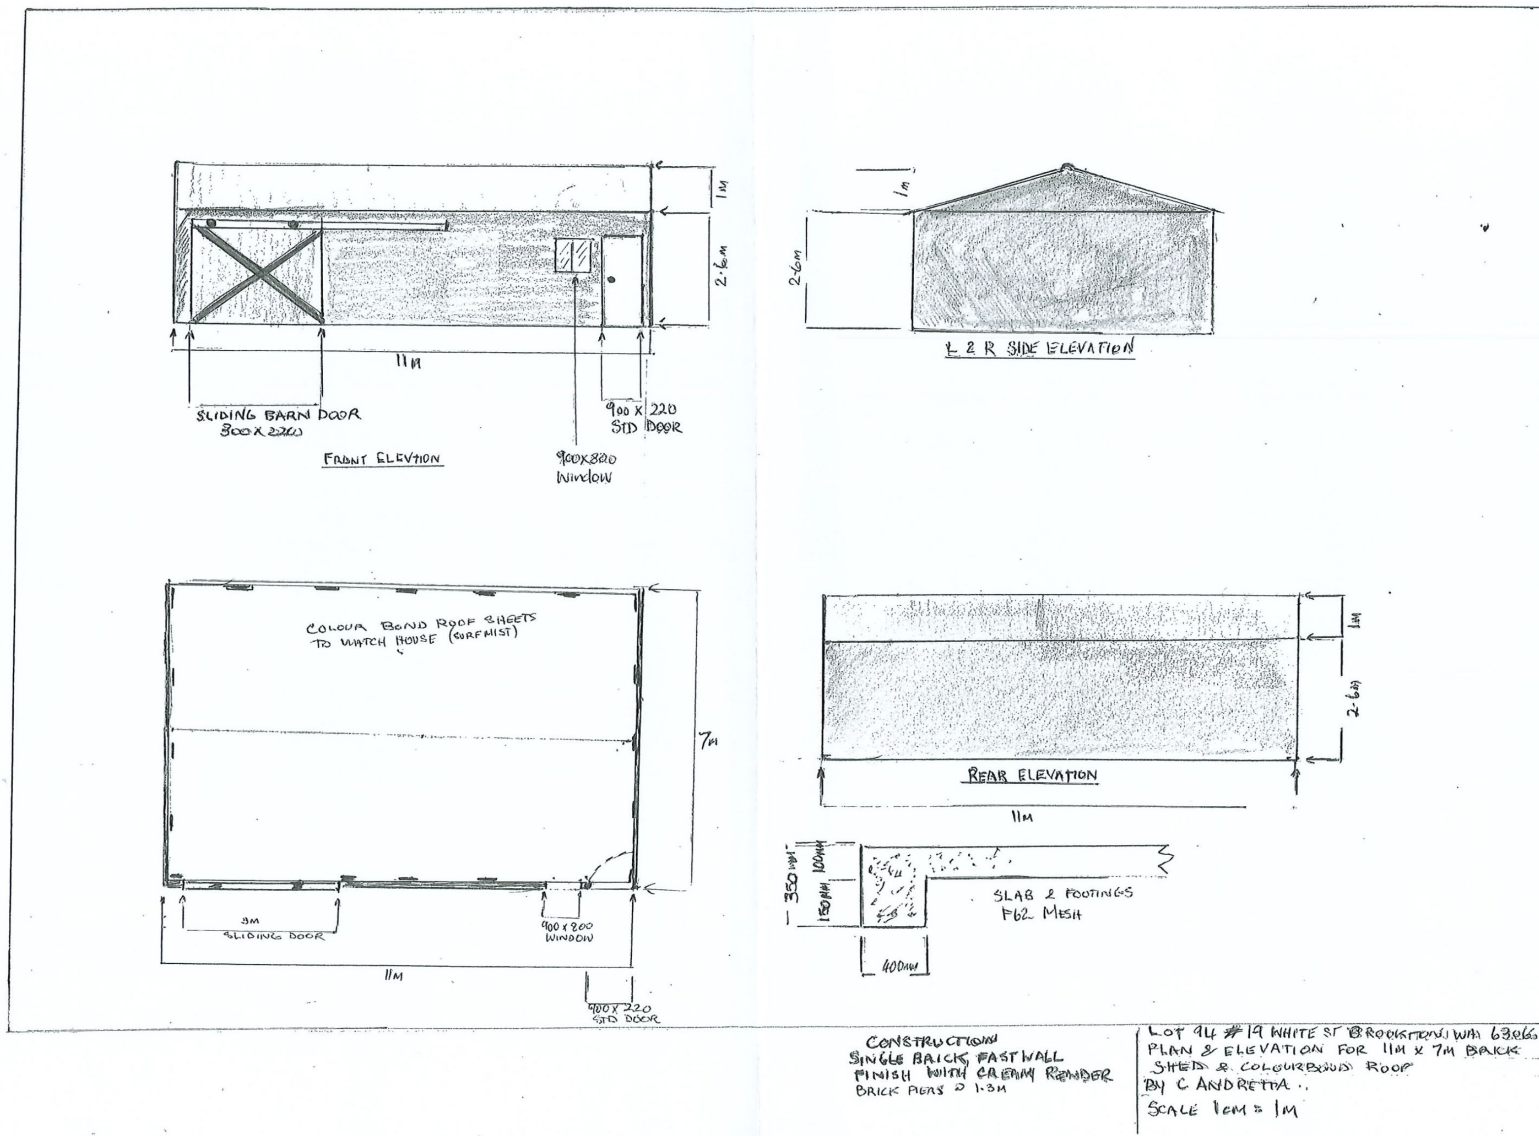 1M
2.6M
11M
SLIDING BARN DOOR
300 X 220
900 X 220
STD DOOR
900X800
Window
FRONT ELEVTION
1M
2.6M
L & R SIDE ELEVATION
COLOUR BOND ROOF SHEETS
TO MATCH HOUSE (SURFMIST)
7M
3M
SLIDING DOOR
900 X 800
WINDOW
11M
900 X 220
STD DOOR
1M
2.6M
REAR ELEVATION
11M
350MM
100MM
150MM
400MM
SLAB & FOOTINGS
F62 MESH
CONSTRUCTION
SINGLE BRICK, FASTWALL
FINISH WITH CREAM RENDER
BRICK PIERS @ 1.3M
LOT 94 #19 WHITE ST BROOKTON WA 6306
PLAN & ELEVATION FOR 11M X 7M BRICK
SHED & COLOURBOUND ROOF
BY C ANDRETTA.
SCALE 1CM = 1M